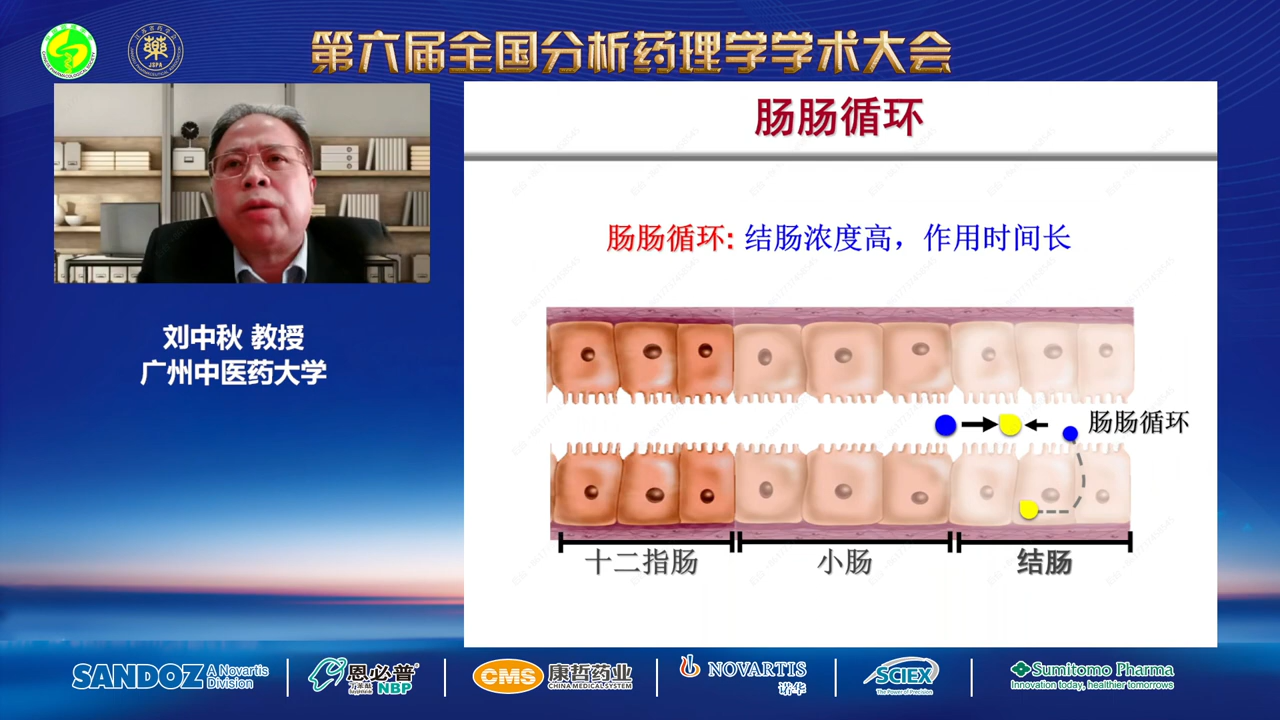 第六届全国分析药理学学术大会
JSPA
肠肠循环
肠肠循环: 结肠浓度高，作用时间长
刘中秋 教授
广州中医药大学
肠肠循环
十二指肠
小肠
结肠
SANDOZ A Novartis Division
恩必普 NBP
CMS 康哲药业
CHINA MEDICAL SYSTEM
NOVARTIS
诺华
SCIEX
The Power of Precision
Sumitomo Pharma
Innovation today, healthier tomorrows